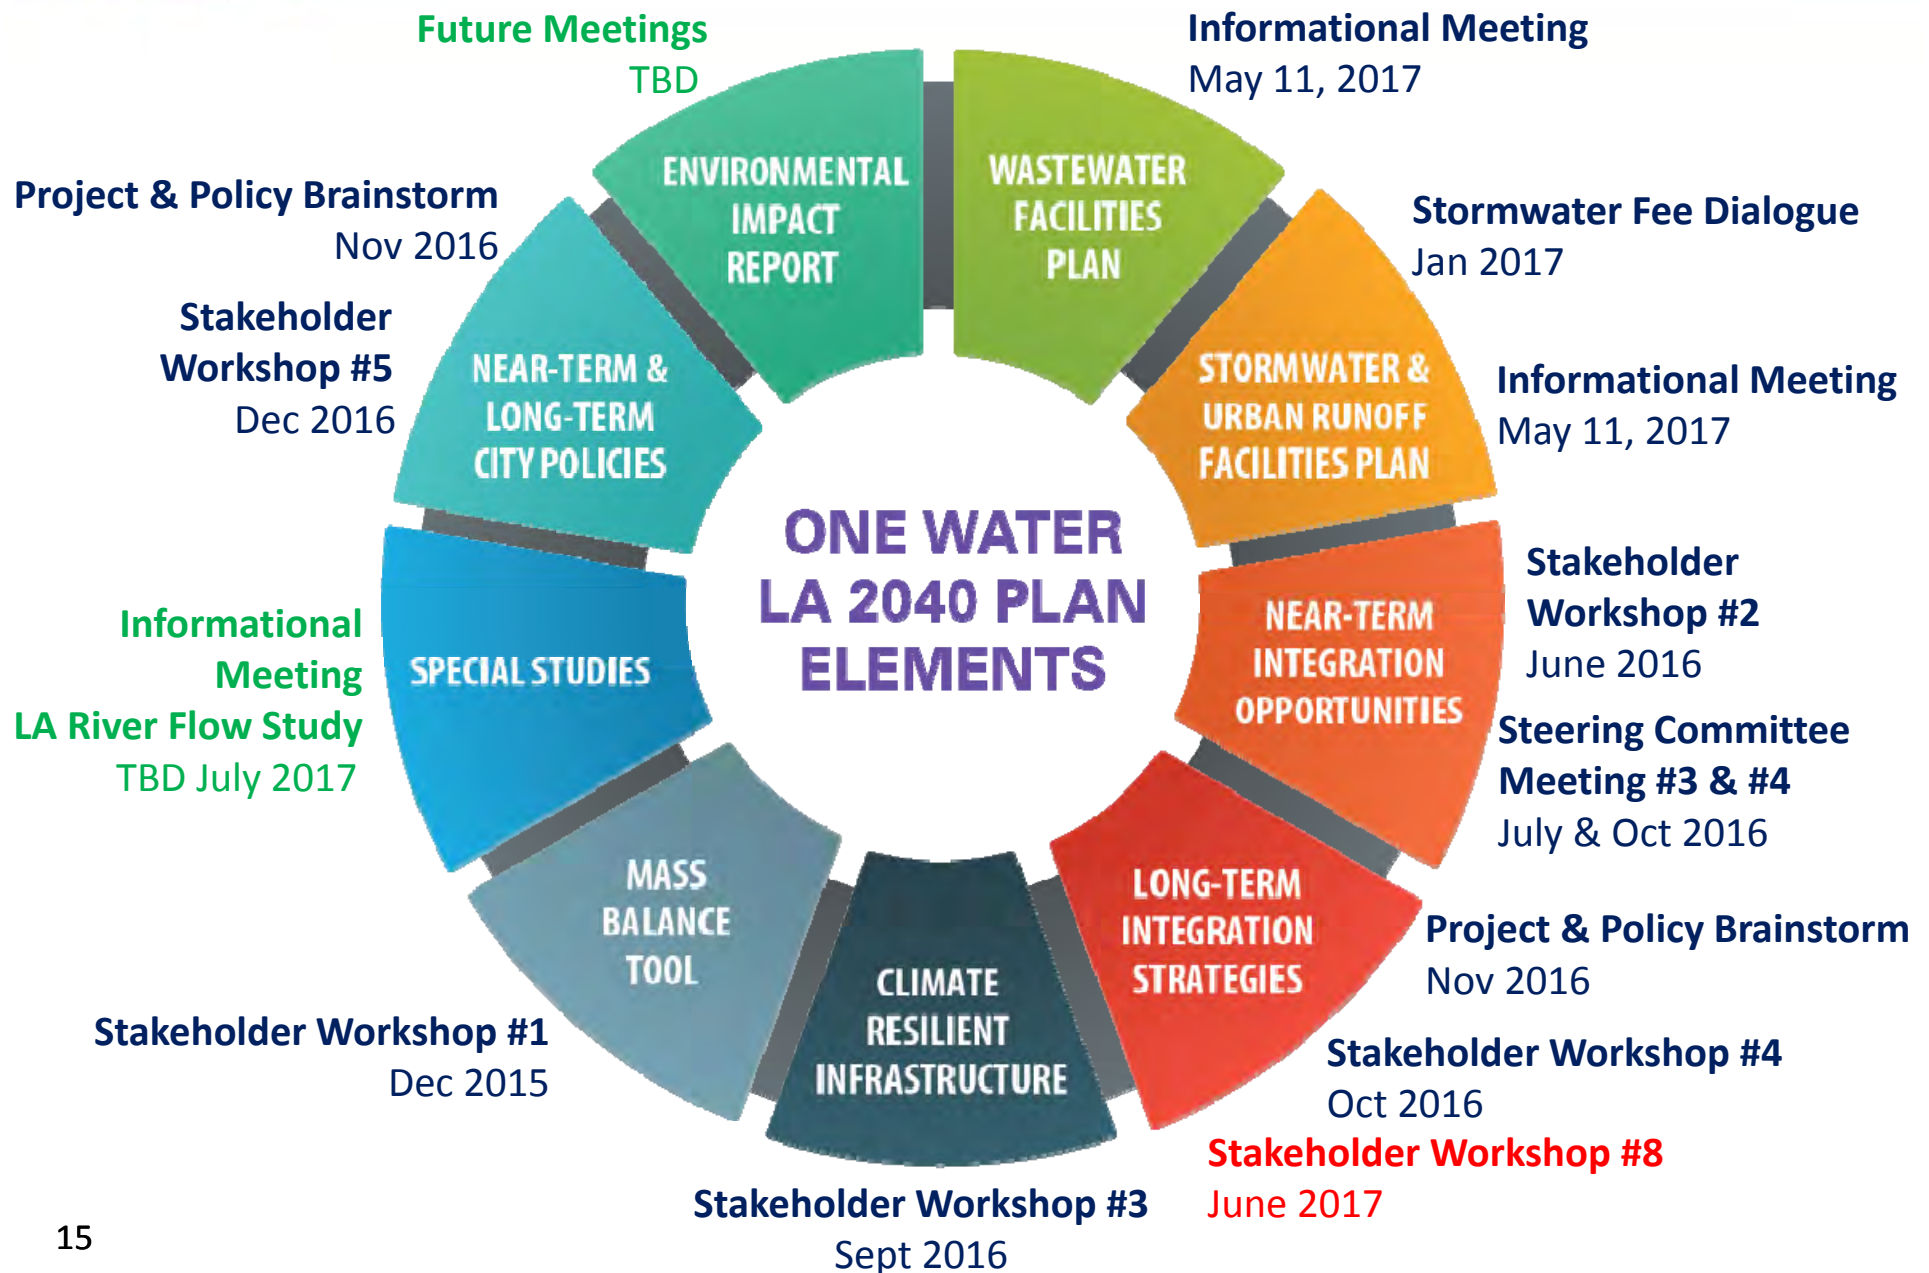 Future Meetings
TBD
Informational Meeting
May 11, 2017
ENVIRONMENTAL
IMPACT
REPORT
WASTEWATER
FACILITIES
PLAN
Project & Policy Brainstorm
Nov 2016
Stormwater Fee Dialogue
Jan 2017
Stakeholder
Workshop #5
Dec 2016
NEAR-TERM &
LONG-TERM
CITY POLICIES
STORMWATER &
URBAN RUNOFF
FACILITIES PLAN
Informational Meeting
May 11, 2017
ONE WATER
LA 2040 PLAN
ELEMENTS
Informational
Meeting
LA River Flow Study
TBD July 2017
SPECIAL STUDIES
NEAR-TERM
INTEGRATION
OPPORTUNITIES
Stakeholder
Workshop #2
June 2016
Steering Committee
Meeting #3 & #4
July & Oct 2016
MASS
BALANCE
TOOL
CLIMATE
RESILIENT
INFRASTRUCTURE
LONG-TERM
INTEGRATION
STRATEGIES
Project & Policy Brainstorm
Nov 2016
Stakeholder Workshop #1
Dec 2015
Stakeholder Workshop #4
Oct 2016
Stakeholder Workshop #8
June 2017
Stakeholder Workshop #3
Sept 2016
15